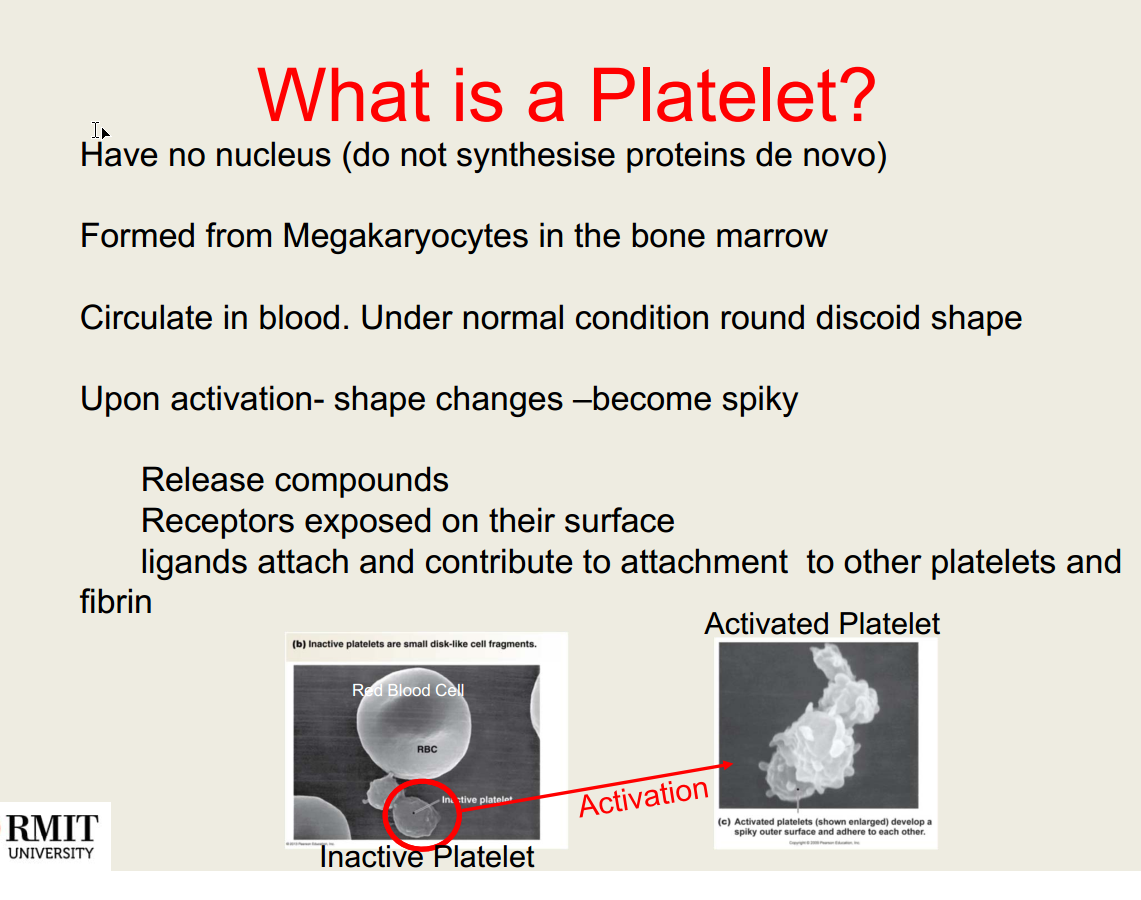 What is a Platelet?
Have no nucleus (do not synthesise proteins de novo)
Formed from Megakaryocytes in the bone marrow
Circulate in blood. Under normal condition round discoid shape
Upon activation- shape changes –become spiky
Release compounds
Receptors exposed on their surface
ligands attach and contribute to attachment  to other platelets and
fibrin
(b) Inactive platelets are small disk-like cell fragments.
Red Blood Cell
RBC
Inactive platelet
Inactive Platelet
Activation
Activated Platelet
(c) Activated platelets (shown enlarged) develop a
spiky outer surface and adhere to each other.
Copyright © 2009 Pearson Education, Inc.
RMIT
UNIVERSITY